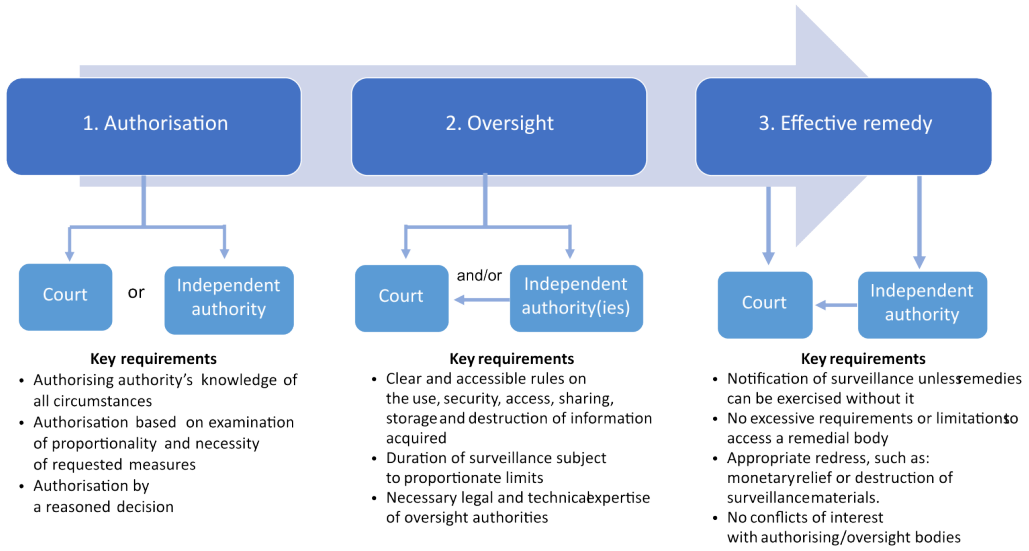 1. Authorisation
2. Oversight
3. Effective remedy
Court
or
Independent
authority
Court
and/or
Independent
authority(ies)
Court
Independent
authority
Key requirements
• Authorising authority's knowledge of
all circumstances
• Authorisation based on examination
of proportionality and necessity
of requested measures
• Authorisation by
a reasoned decision
Key requirements
• Clear and accessible rules on
the use, security, access, sharing,
storage and destruction of information
acquired
• Duration of surveillance subject
to proportionate limits
• Necessary legal and technical expertise
of oversight authorities
Key requirements
• Notification of surveillance unless remedies
can be exercised without it
• No excessive requirements or limitations to
access a remedial body
• Appropriate redress, such as:
monetary relief or destruction of
surveillance materials.
• No conflicts of interest
with authorising/oversight bodies